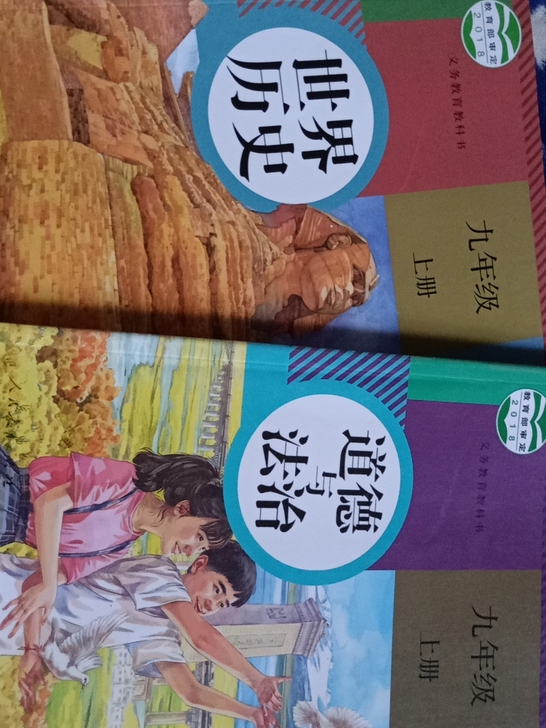 教育部审定
2018
义务教育教科书
世界
历史
九年级
上册
教育部审定
2018
义务教育教科书
道德
与
法治
九年级
上册